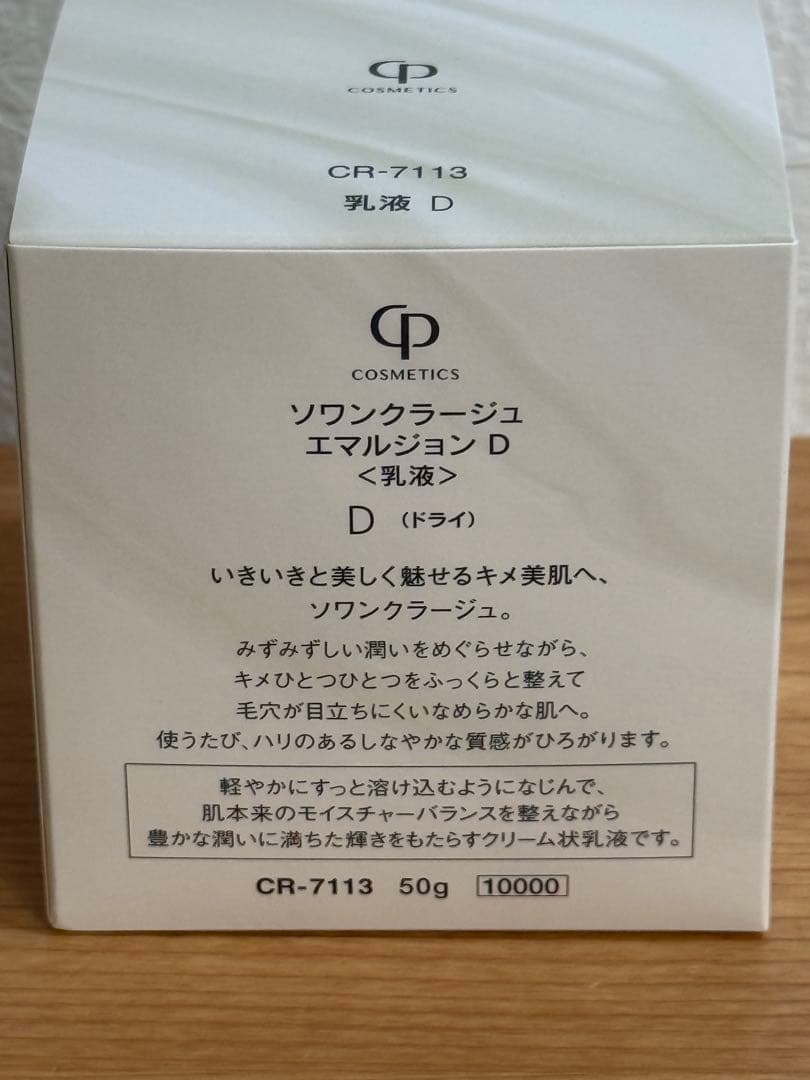 CP
COSMETICS
CR-7113
乳液 D
CP
COSMETICS
ソワンクラージュ
エマルジョン D
＜乳液＞
D （ドライ）
いきいきと美しく魅せるキメ美肌へ、
ソワンクラージュ。
みずみずしい潤いをめぐらせながら、
キメひとつひとつをふっくらと整えて
毛穴が目立ちにくいなめらかな肌へ。
使うたび、ハリのあるしなやかな質感がひろがります。
軽やかにすっと溶け込むようになじんで、
肌本来のモイスチャーバランスを整えながら
豊かな潤いに満ちた輝きをもたらすクリーム状乳液です。
CR-7113 50g 10000